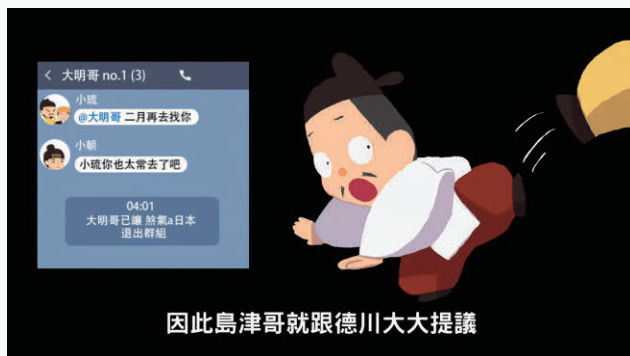 大明哥 no.1 (3)
小琉
@大明哥 二月再去找你
小朝
小琉你也太常去了吧
04:01
大明哥已讓 煞氣a日本
退出群組
因此島津哥就跟德川大大提議